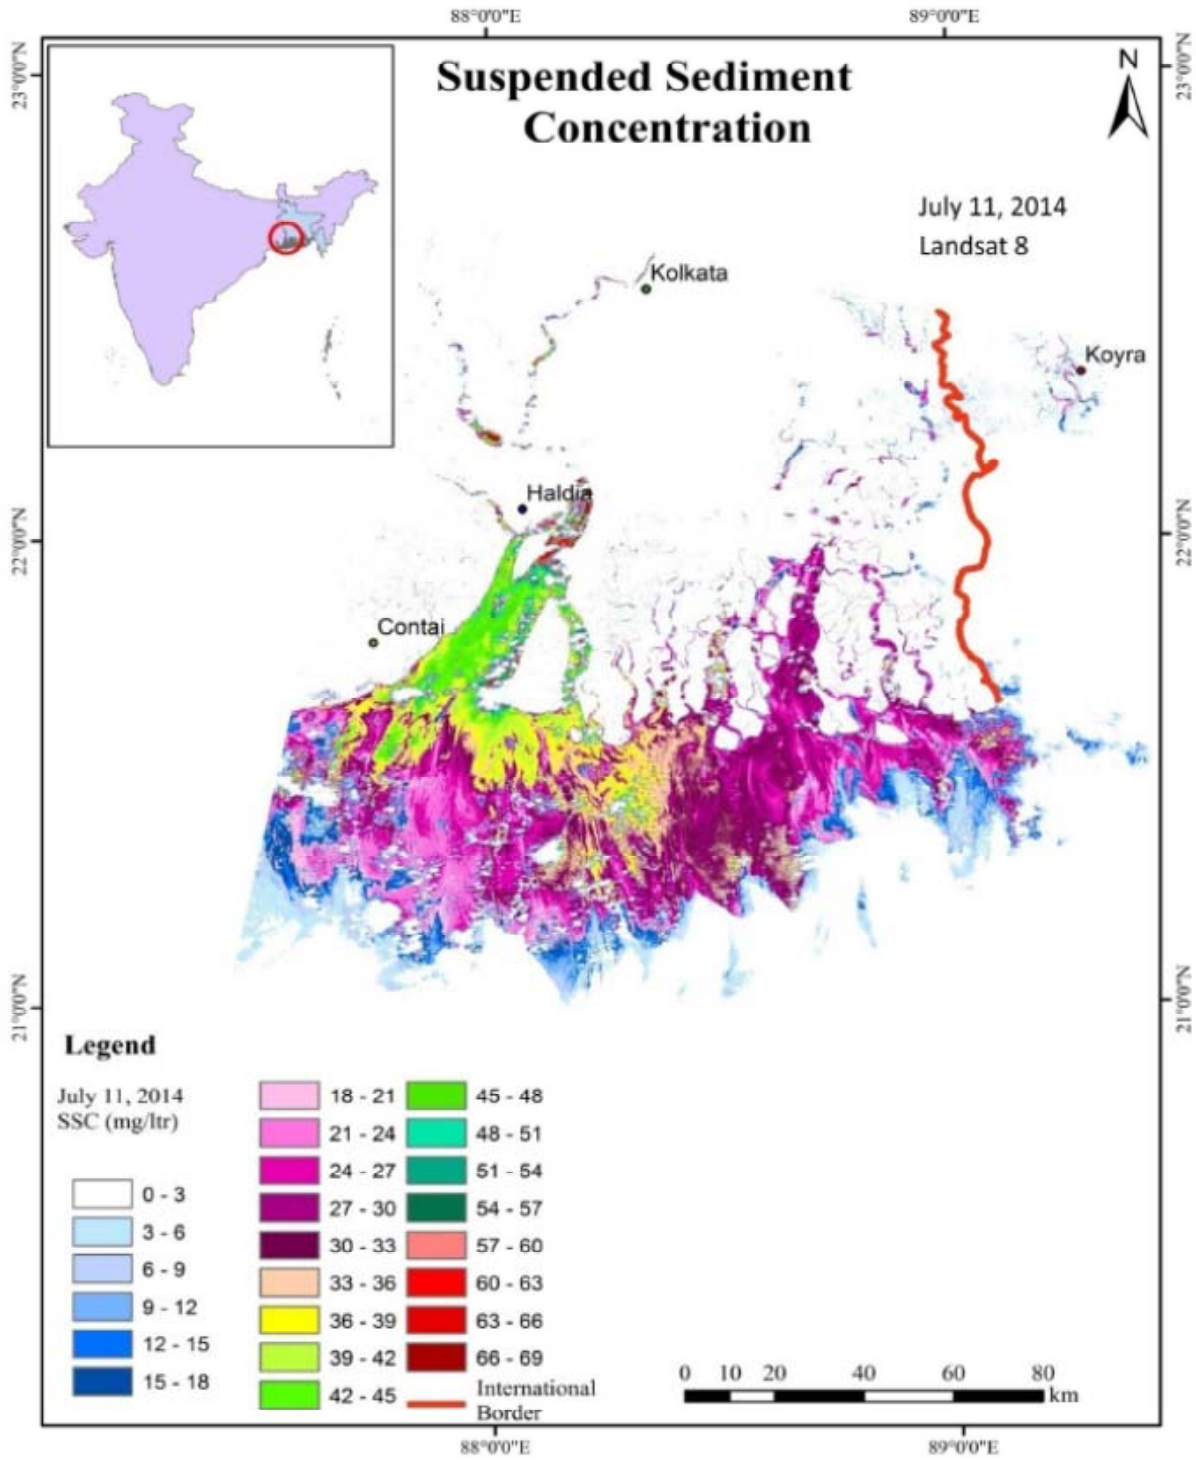 88°0'0"E
89°0'0"E
23°0'0"N
23°0'0"N
Suspended Sediment
Concentration
N
July 11, 2014
Landsat 8
Kolkata
Koyra
Haldia
22°0'0"N
22°0'0"N
Contai
21°0'0"N
21°0'0"N
Legend
July 11, 2014
SSC (mg/ltr)
0 - 3
3 - 6
6 - 9
9 - 12
12 - 15
15 - 18
18 - 21
21 - 24
24 - 27
27 - 30
30 - 33
33 - 36
36 - 39
39 - 42
42 - 45
45 - 48
48 - 51
51 - 54
54 - 57
57 - 60
60 - 63
63 - 66
66 - 69
International
Border
0 10 20 40 60 80
km
88°0'0"E
89°0'0"E